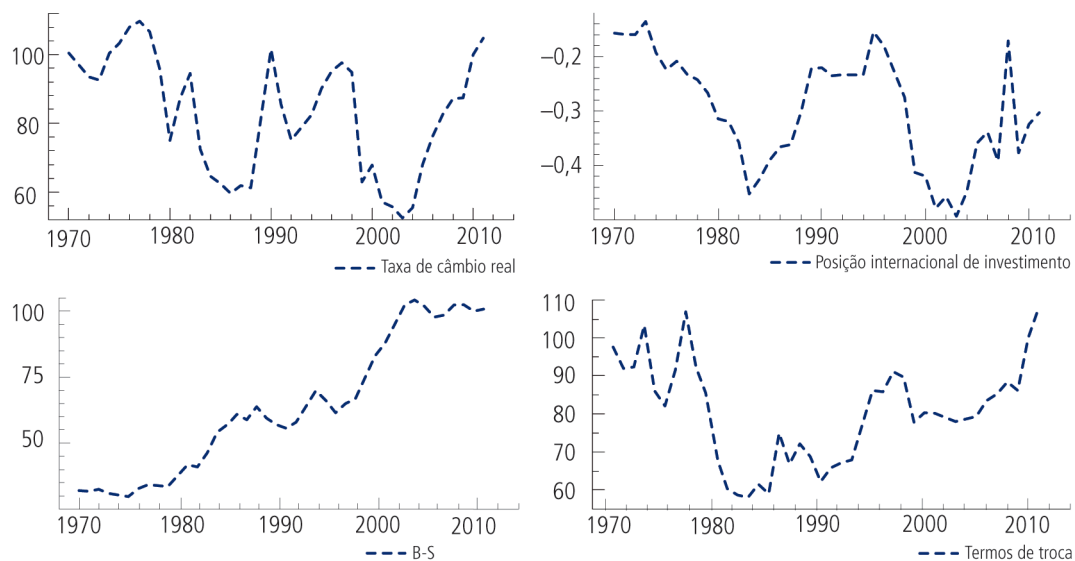 100
80
60
1970 1980 1990 2000 2010
Taxa de câmbio real
–0,2
–0,3
–0,4
1970 1980 1990 2000 2010
Posição internacional de investimento
100
75
50
1970 1980 1990 2000 2010
B-S
110
100
90
80
70
60
1970 1980 1990 2000 2010
Termos de troca